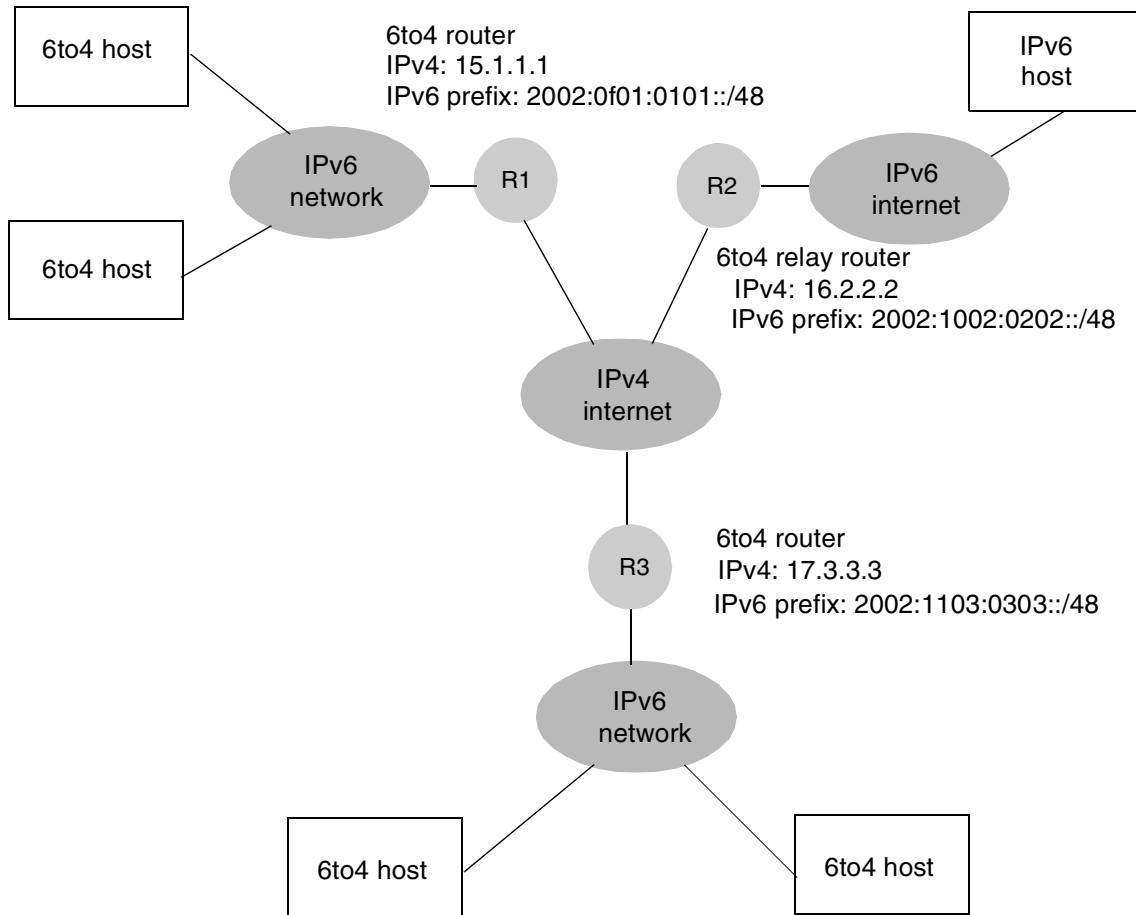 6to4 host
6to4 router
IPv4: 15.1.1.1
IPv6 prefix: 2002:0f01:0101::/48
IPv6
host
IPv6
network
R1
R2
IPv6
internet
6to4 host
6to4 relay router
IPv4: 16.2.2.2
IPv6 prefix: 2002:1002:0202::/48
IPv4
internet
R3
6to4 router
IPv4: 17.3.3.3
IPv6 prefix: 2002:1103:0303::/48
IPv6
network
6to4 host
6to4 host